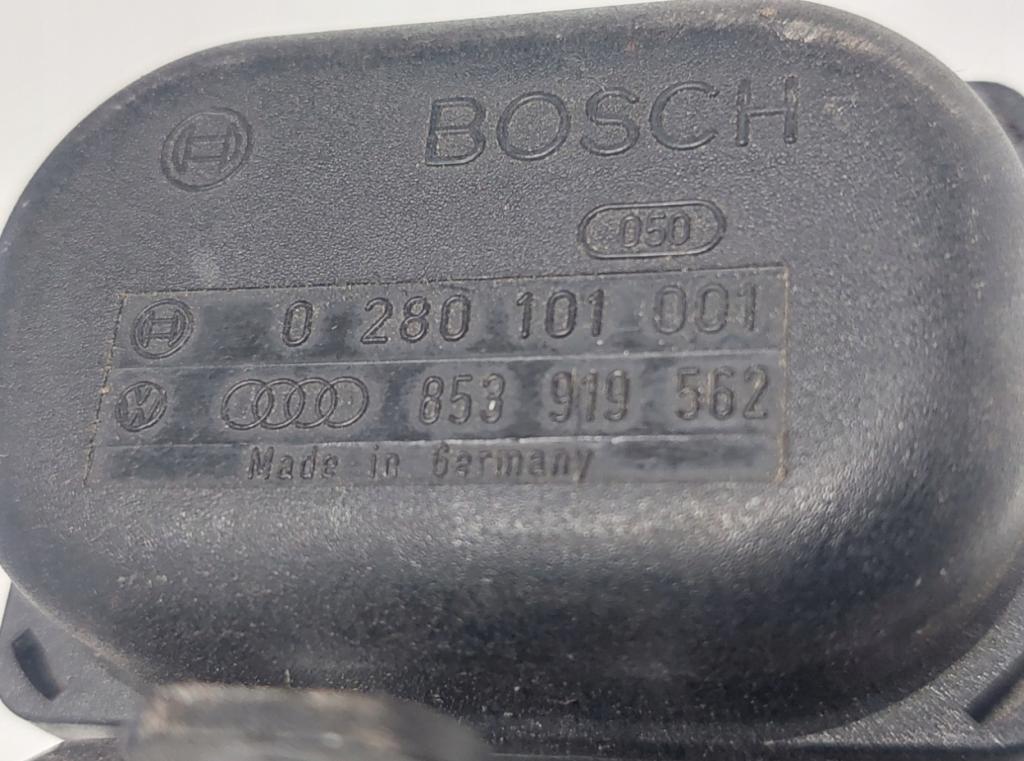 BOSCH
050
0 280 101 001
853 919 562
Made in Germany